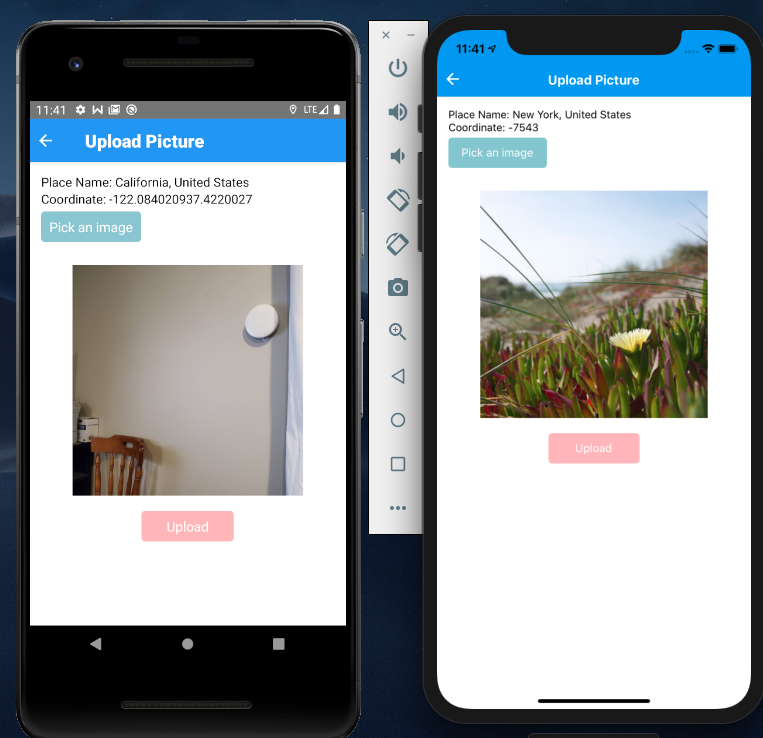 11:41
LTE
Upload Picture
Place Name: California, United States
Coordinate: -122.084020937.4220027
Pick an image
Upload
11:41
Upload Picture
Place Name: New York, United States
Coordinate: -7543
Pick an image
Upload